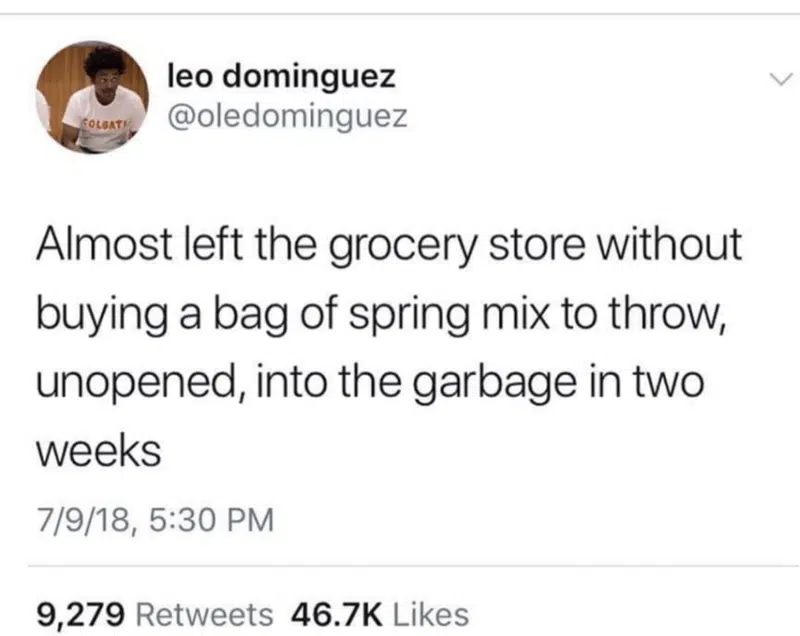 leo dominguez
@oledominguez
COLGATE
Almost left the grocery store without
buying a bag of spring mix to throw,
unopened, into the garbage in two
weeks
7/9/18, 5:30 PM
9,279 Retweets 46.7K Likes